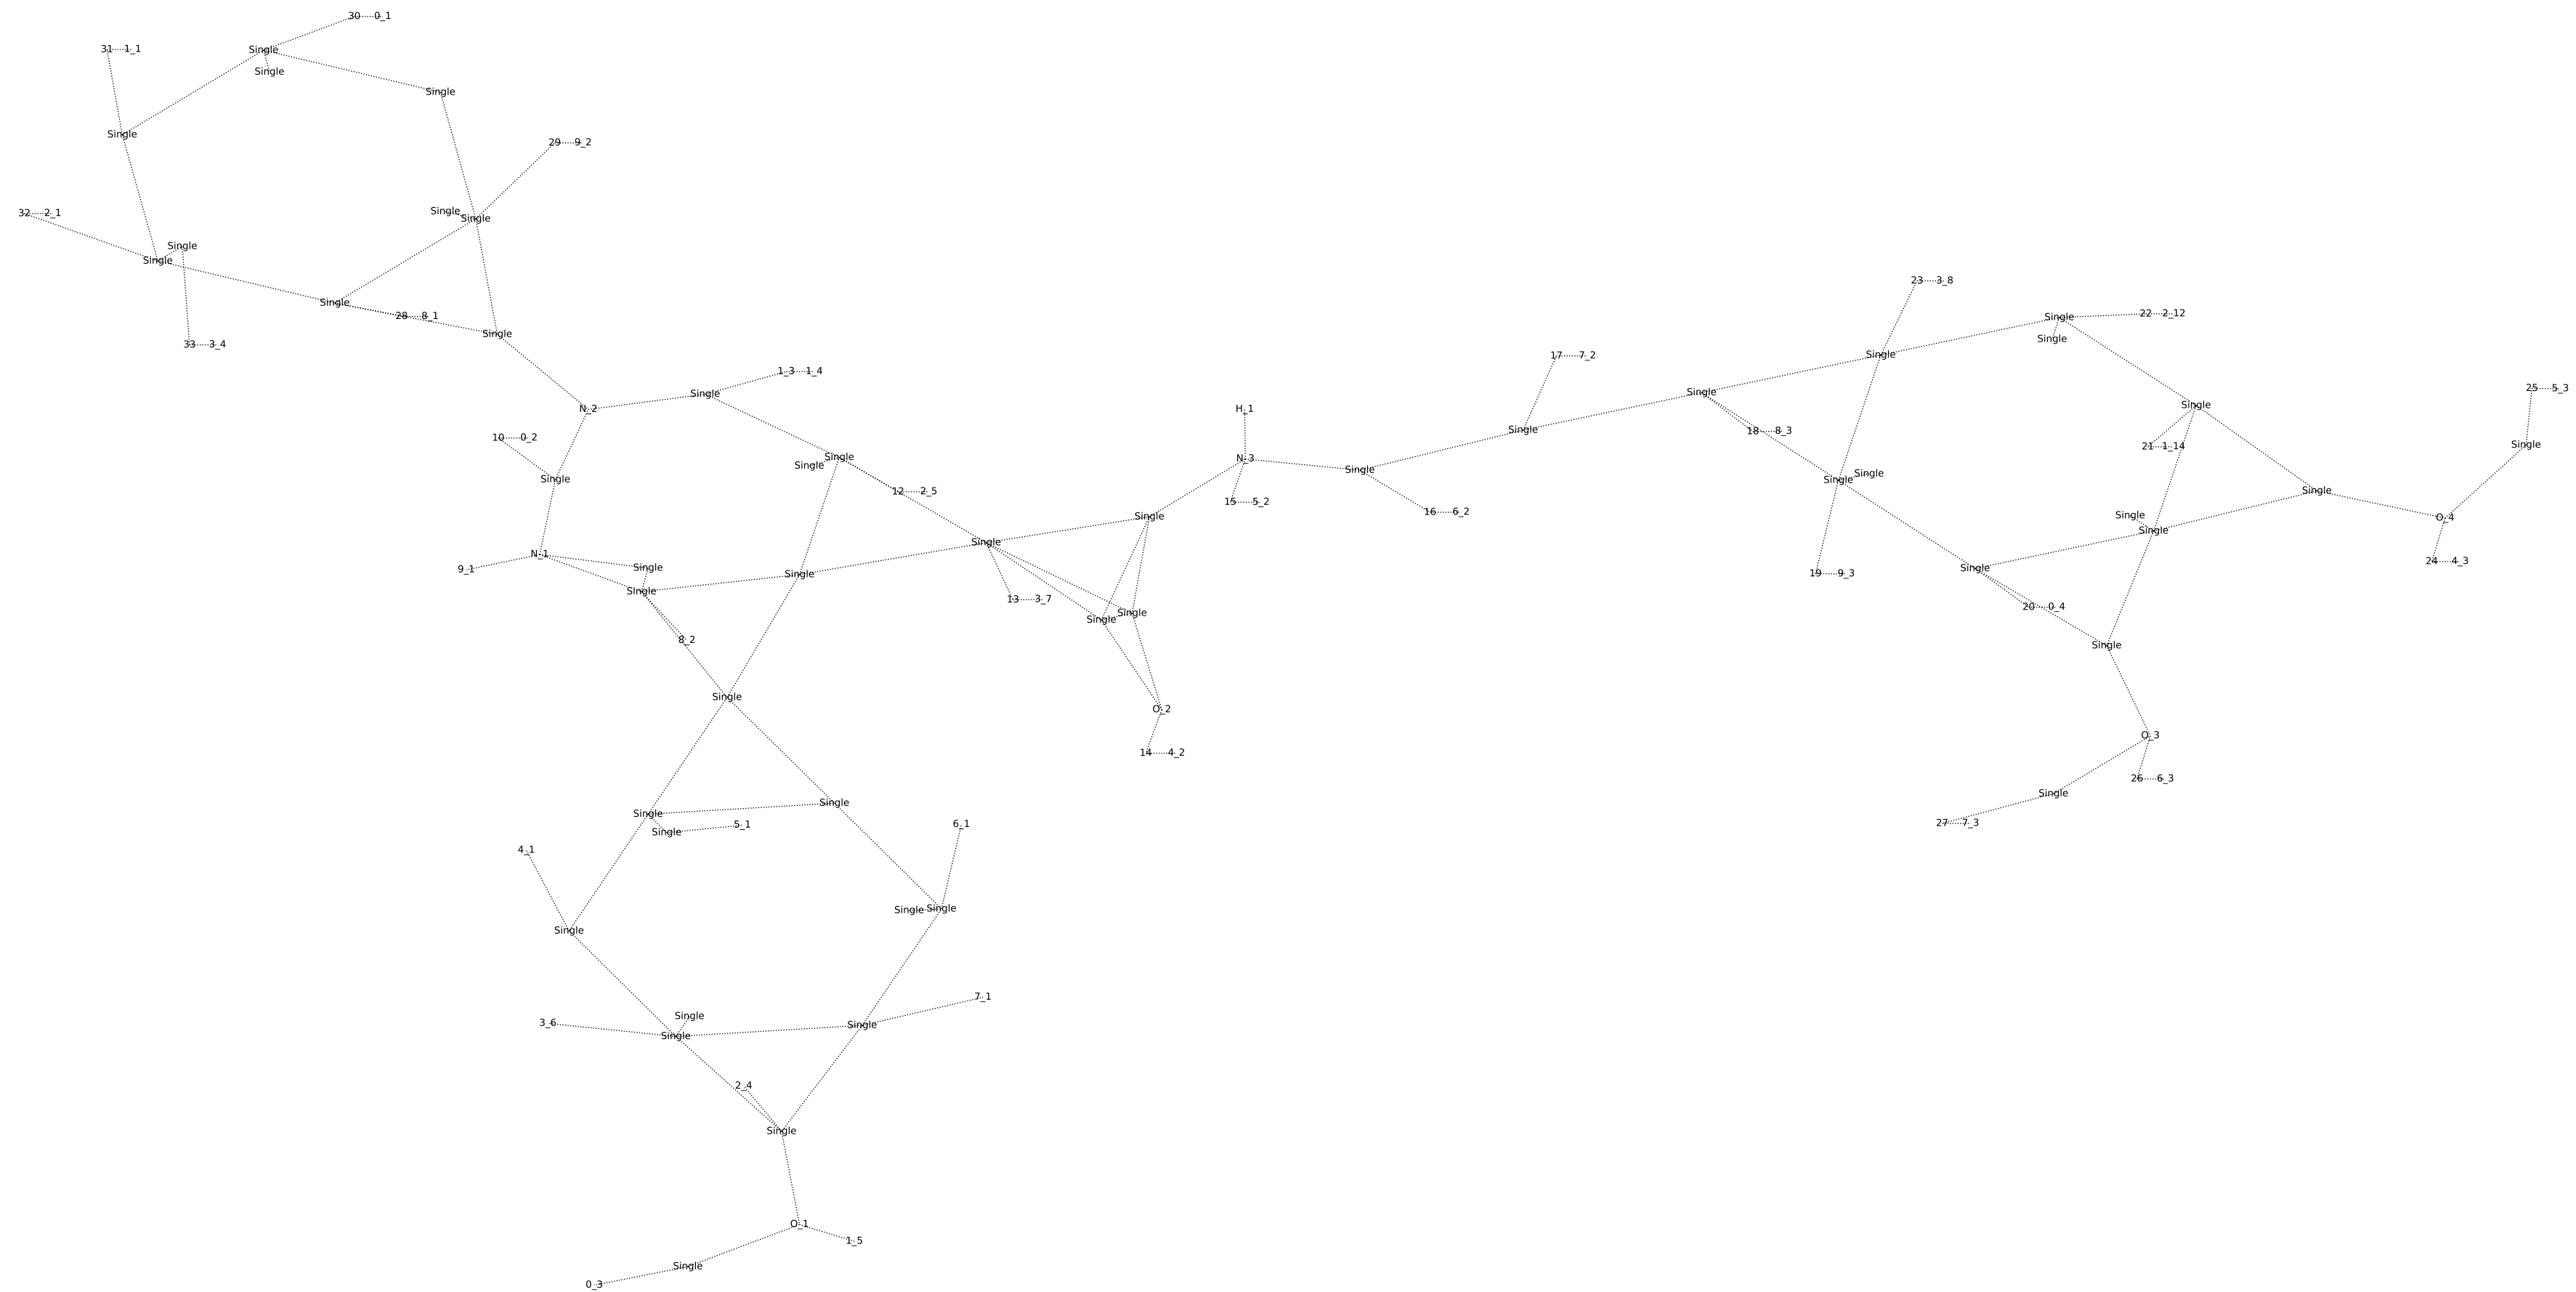 30 0_1
31 1_1
Single
Single
Single
Single
29 9_2
32 2_1
Single
Single
Single
Single
Single
28 8_1
Single
33 3_4
1_3 1_4
Single
N_2
H_1
10 0_2
Single
Single
Single
N_3
Single
12 2_5
15 5_2
16 6_2
Single
Single
N_1
Single
9_1
Single
Single
13 3_7
Single
Single
8_2
Single
O_2
14 4_2
23 3_8
22 2_12
Single
Single
17 7_2
Single
25 5_3
Single
Single
Single
18 8_3
21 1_14
Single
Single
Single
Single
Single
O_4
Single
24 4_3
Single
19 9_3
20 0_4
Single
O_3
26 6_3
Single
27 7_3
Single
Single
5_1
6_1
Single
4_1
Single
Single
Single
7_1
Single
3_6
Single
Single
2_4
Single
O_1
1_5
Single
0_3